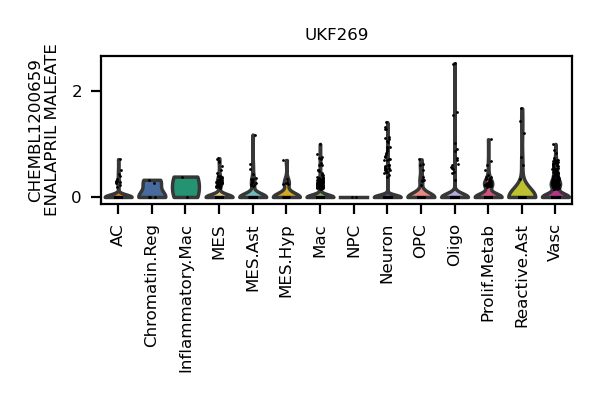 UKF269
CHEMBL1200659
ENALAPRIL MALEATE
2
0
AC
Chromatin.Reg
Inflammatory.Mac
MES
MES.Ast
MES.Hyp
Mac
NPC
Neuron
OPC
Oligo
Prolif.Metab
Reactive.Ast
Vasc